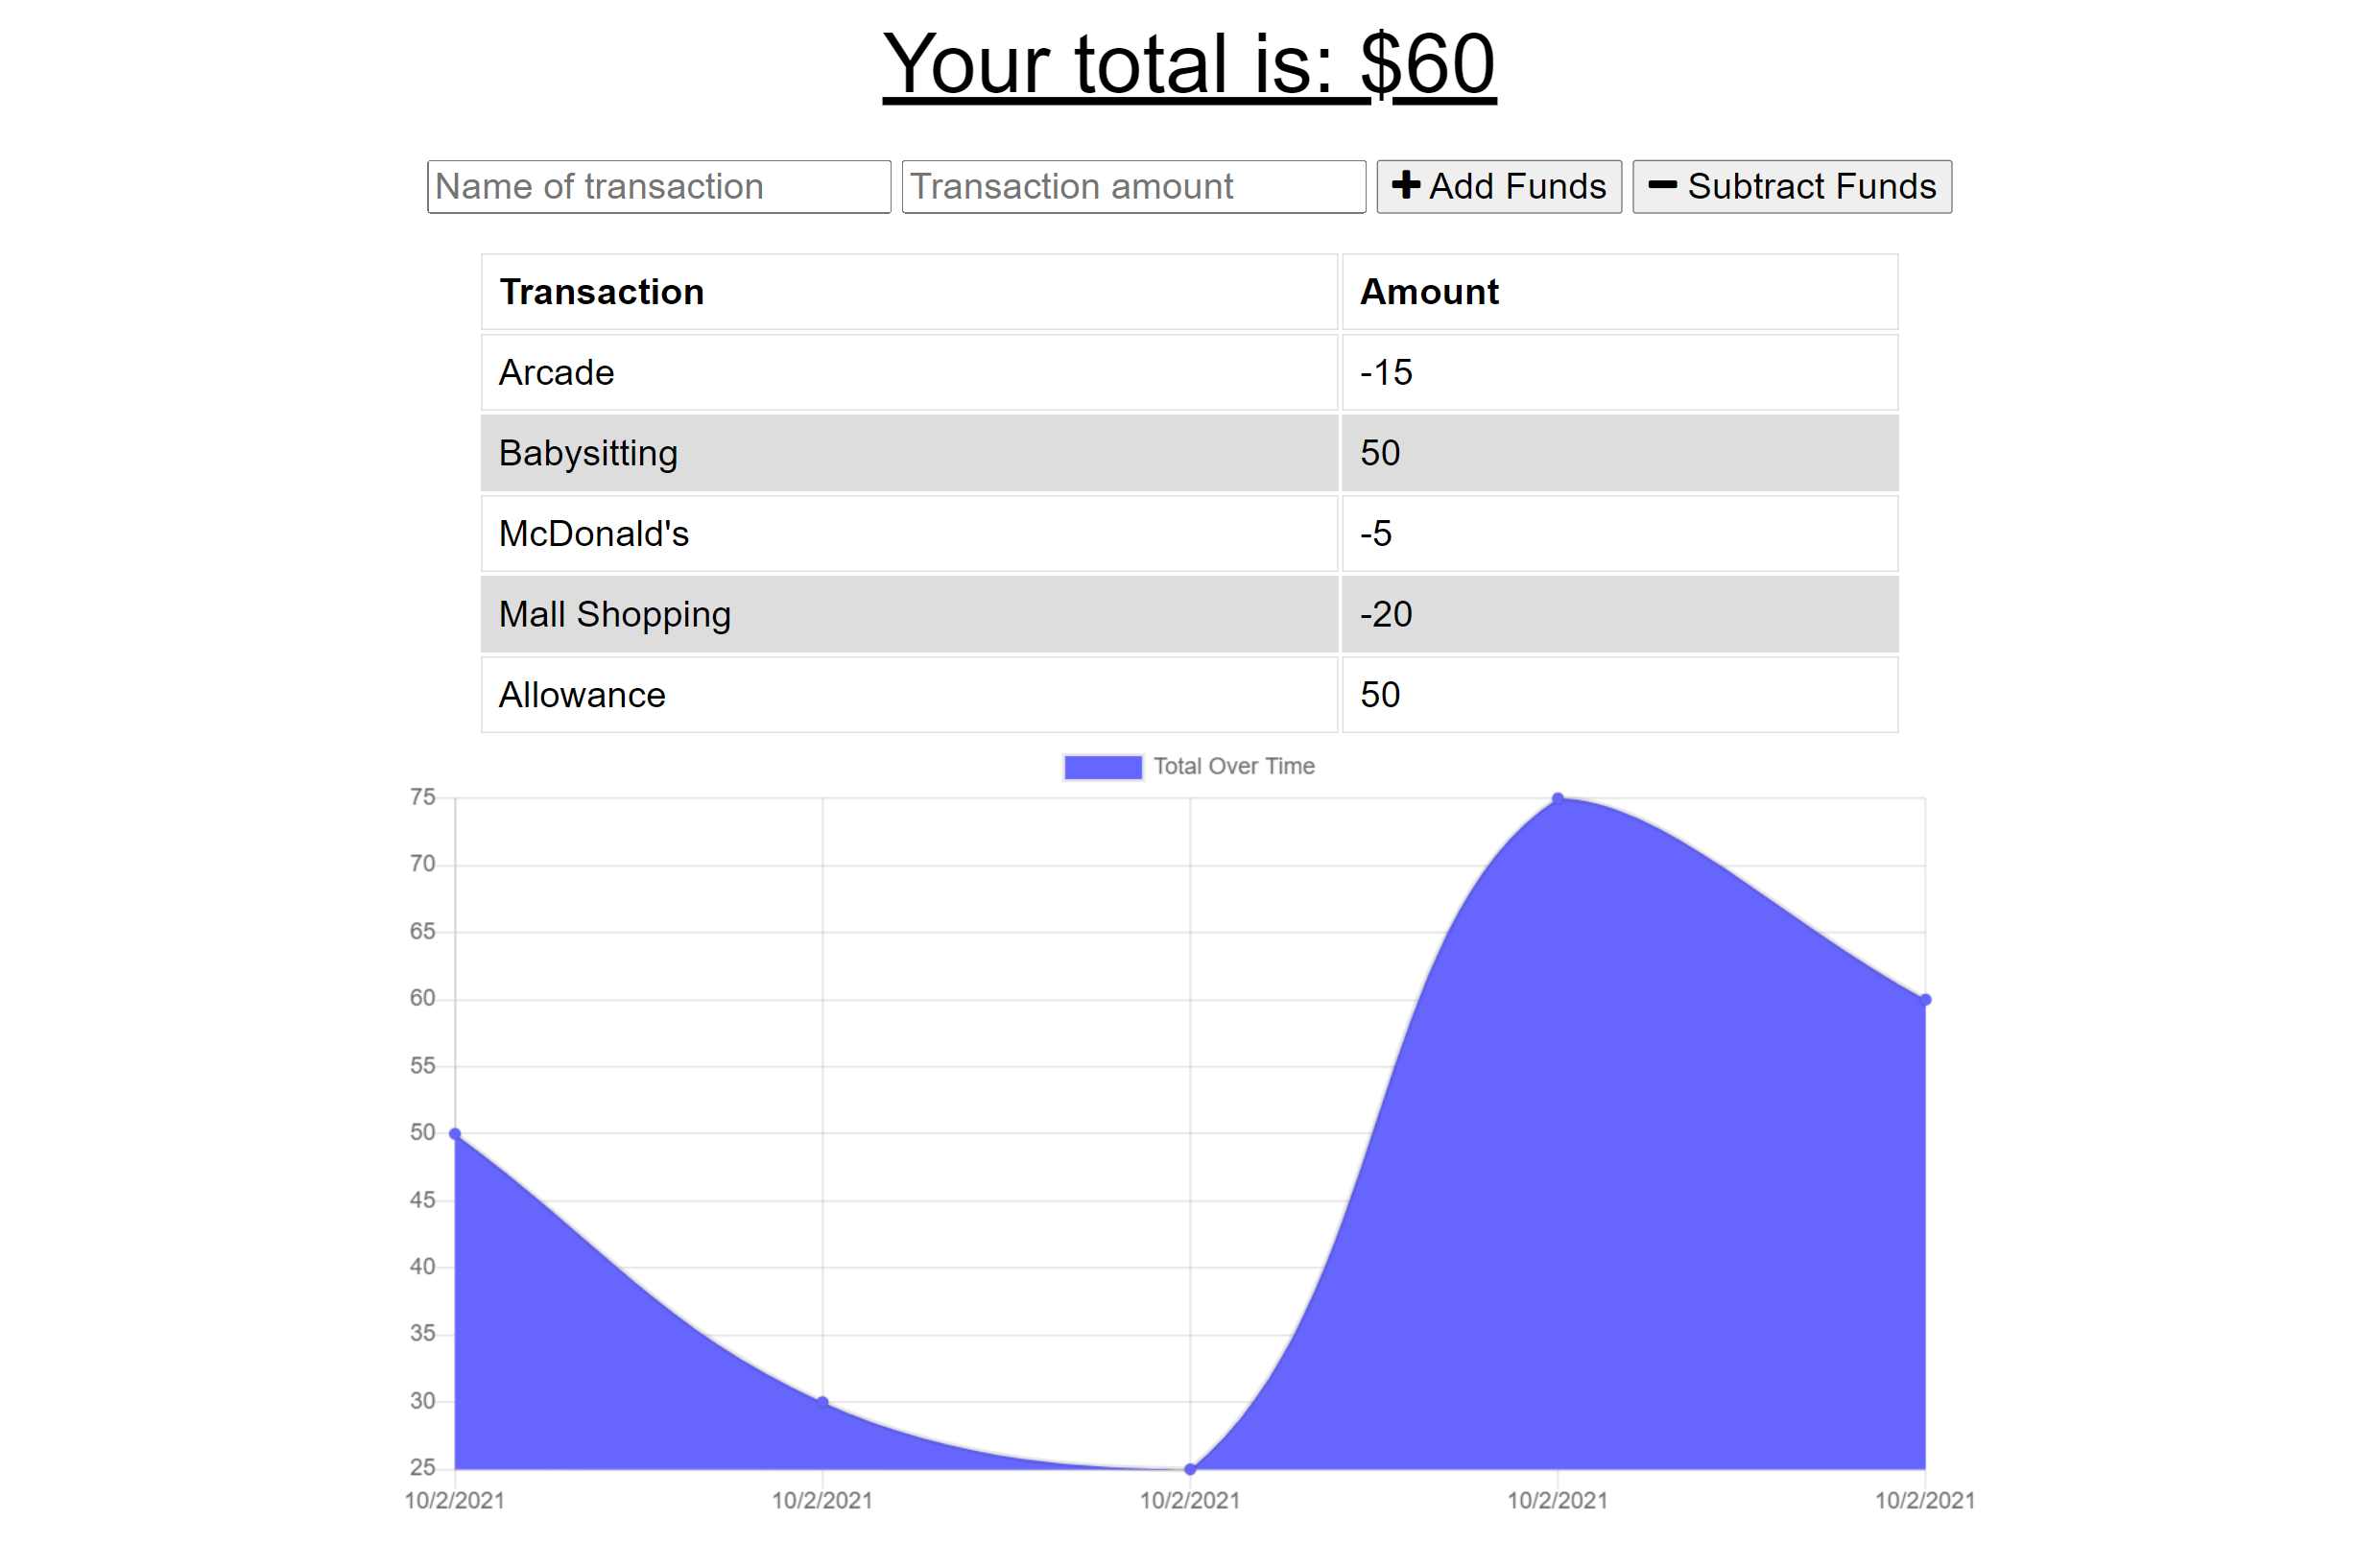 Your total is: $60
Name of transaction Transaction amount Add Funds Subtract Funds
Transaction Amount
Arcade -15
Babysitting 50
McDonald's -5
Mall Shopping -20
Allowance 50
Total Over Time
75
70
65
60
55
50
45
40
35
30
25
10/2/2021 10/2/2021 10/2/2021 10/2/2021 10/2/2021